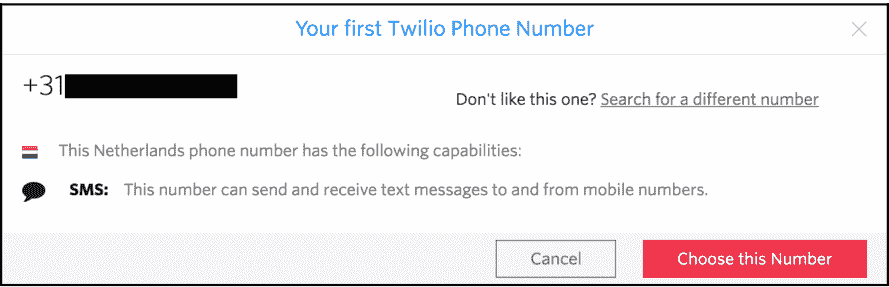 Your first Twilio Phone Number
+31
Don't like this one? Search for a different number
This Netherlands phone number has the following capabilities:
SMS: This number can send and receive text messages to and from mobile numbers.
Cancel Choose this Number